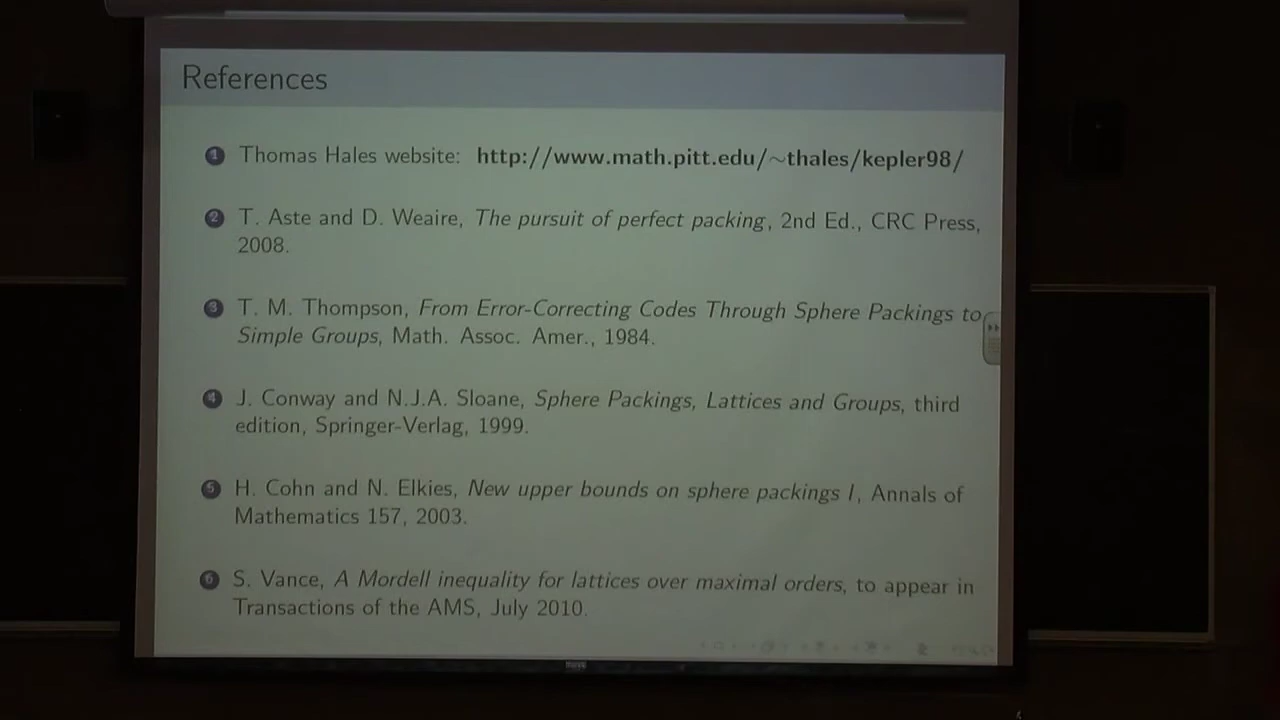 References
1 Thomas Hales website: http://www.math.pitt.edu/~thales/kepler98/
2 T. Aste and D. Weaire, The pursuit of perfect packing, 2nd Ed., CRC Press,
2008.
3 T. M. Thompson, From Error-Correcting Codes Through Sphere Packings to
Simple Groups, Math. Assoc. Amer., 1984.
4 J. Conway and N.J.A. Sloane, Sphere Packings, Lattices and Groups, third
edition, Springer-Verlag, 1999.
5 H. Cohn and N. Elkies, New upper bounds on sphere packings I, Annals of
Mathematics 157, 2003.
6 S. Vance, A Mordell inequality for lattices over maximal orders, to appear in
Transactions of the AMS, July 2010.